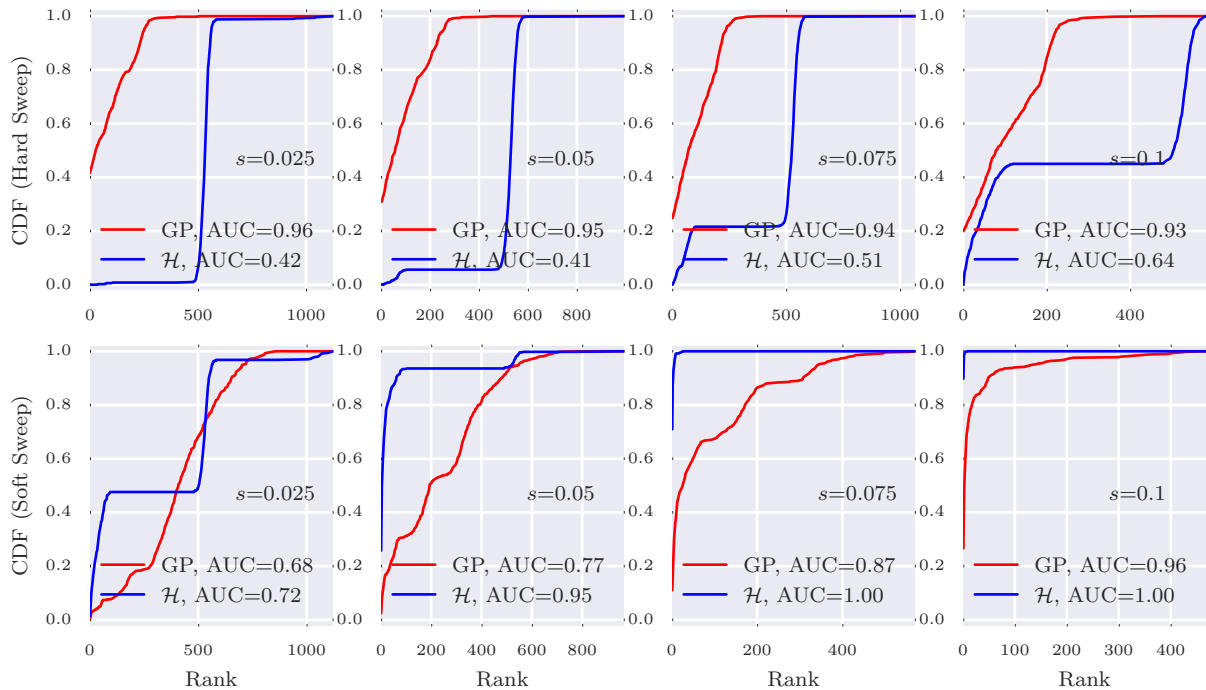 CDF (Hard Sweep)
1.0
0.8
0.6
0.4
0.2
0.0
s=0.025
GP, AUC=0.96
ℋ, AUC=0.42
0
500
1000
1.0
0.8
0.6
0.4
0.2
0.0
s=0.05
GP, AUC=0.95
ℋ, AUC=0.41
0
200
400
600
800
1.0
0.8
0.6
0.4
0.2
0.0
s=0.075
GP, AUC=0.94
ℋ, AUC=0.51
0
500
1000
1.0
0.8
0.6
0.4
0.2
0.0
s=0.1
GP, AUC=0.93
ℋ, AUC=0.64
0
200
400
CDF (Soft Sweep)
1.0
0.8
0.6
0.4
0.2
0.0
s=0.025
GP, AUC=0.68
ℋ, AUC=0.72
0
500
1000
Rank
1.0
0.8
0.6
0.4
0.2
0.0
s=0.05
GP, AUC=0.77
ℋ, AUC=0.95
0
200
400
600
800
Rank
1.0
0.8
0.6
0.4
0.2
0.0
s=0.075
GP, AUC=0.87
ℋ, AUC=1.00
0
200
400
Rank
1.0
0.8
0.6
0.4
0.2
0.0
s=0.1
GP, AUC=0.96
ℋ, AUC=1.00
0
100
200
300
400
Rank